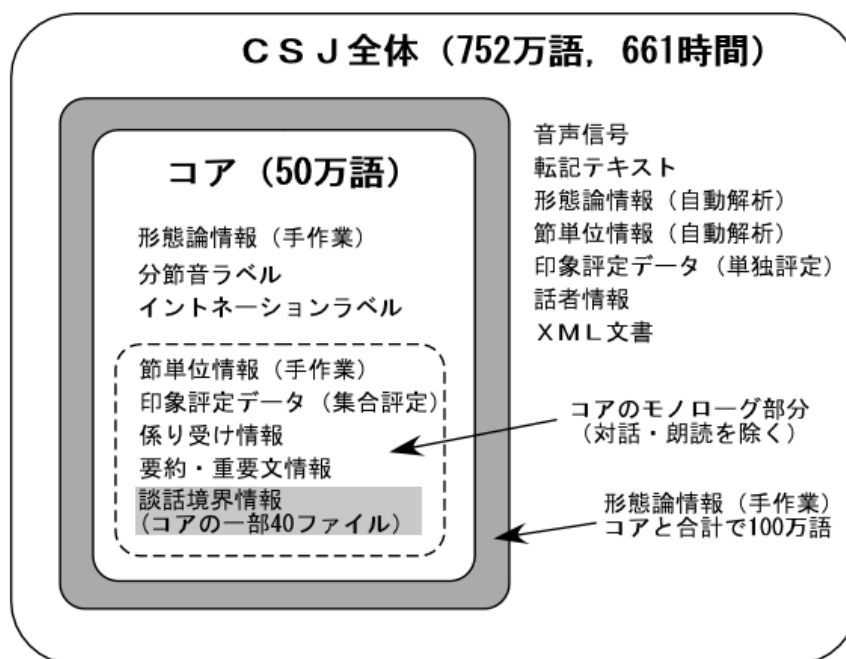 ＣＳＪ全体（752万語，661時間）
コア（50万語）
形態論情報（手作業）
分節音ラベル
イントネーションラベル
節単位情報（手作業）
印象評定データ（集合評定）
係り受け情報
要約・重要文情報
談話境界情報
（コアの一部40ファイル）
音声信号
転記テキスト
形態論情報（自動解析）
節単位情報（自動解析）
印象評定データ（単独評定）
話者情報
ＸＭＬ文書
コアのモノローグ部分
（対話・朗読を除く）
形態論情報（手作業）
コアと合計で100万語